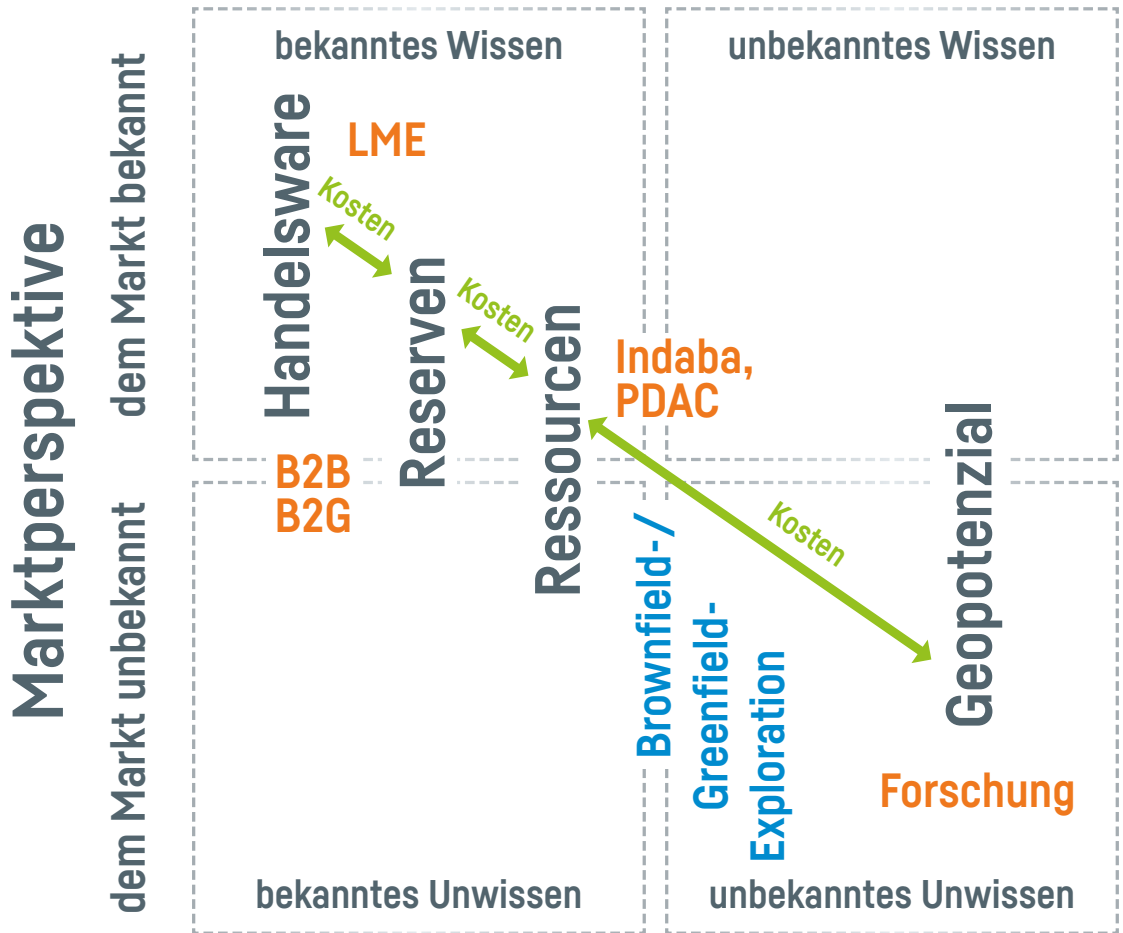 Marktperspektive
dem Markt bekannt
dem Markt unbekannt
bekanntes Wissen
unbekanntes Wissen
Handelsware
LME
Kosten
Reserven
Kosten
Ressourcen
Indaba,
PDAC
B2B
B2G
Kosten
Geopotenzial
Brownfield- /
Greenfield-
Exploration
Forschung
bekanntes Unwissen
unbekanntes Unwissen